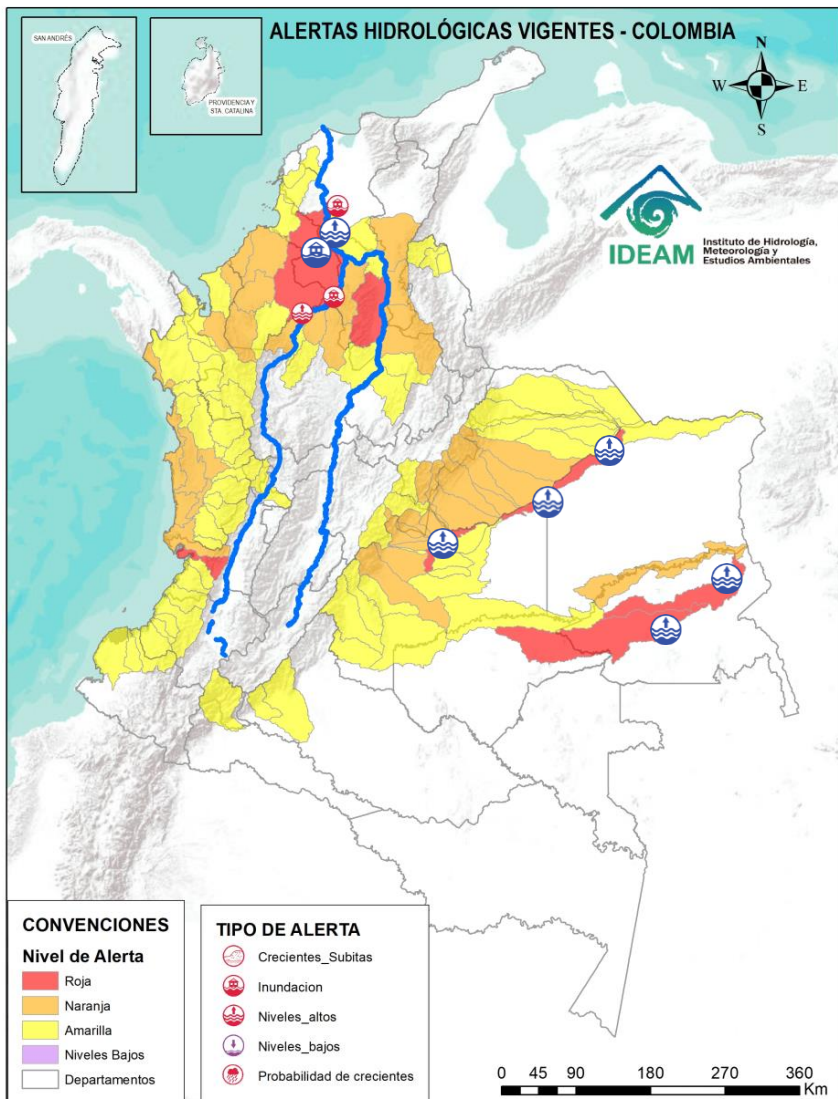 ALERTAS HIDROLÓGICAS VIGENTES - COLOMBIA
SAN ANDRÉS
PROVIDENCIA Y
STA. CATALINA
N
W
E
S
IDEAM
Instituto de Hidrología,
Meteorología y
Estudios Ambientales
CONVENCIONES
Nivel de Alerta
Roja
Naranja
Amarilla
Niveles Bajos
Departamentos
TIPO DE ALERTA
Crecientes_Subitas
Inundacion
Niveles_altos
Niveles_bajos
Probabilidad de crecientes
0 45 90 180 270 360
Km